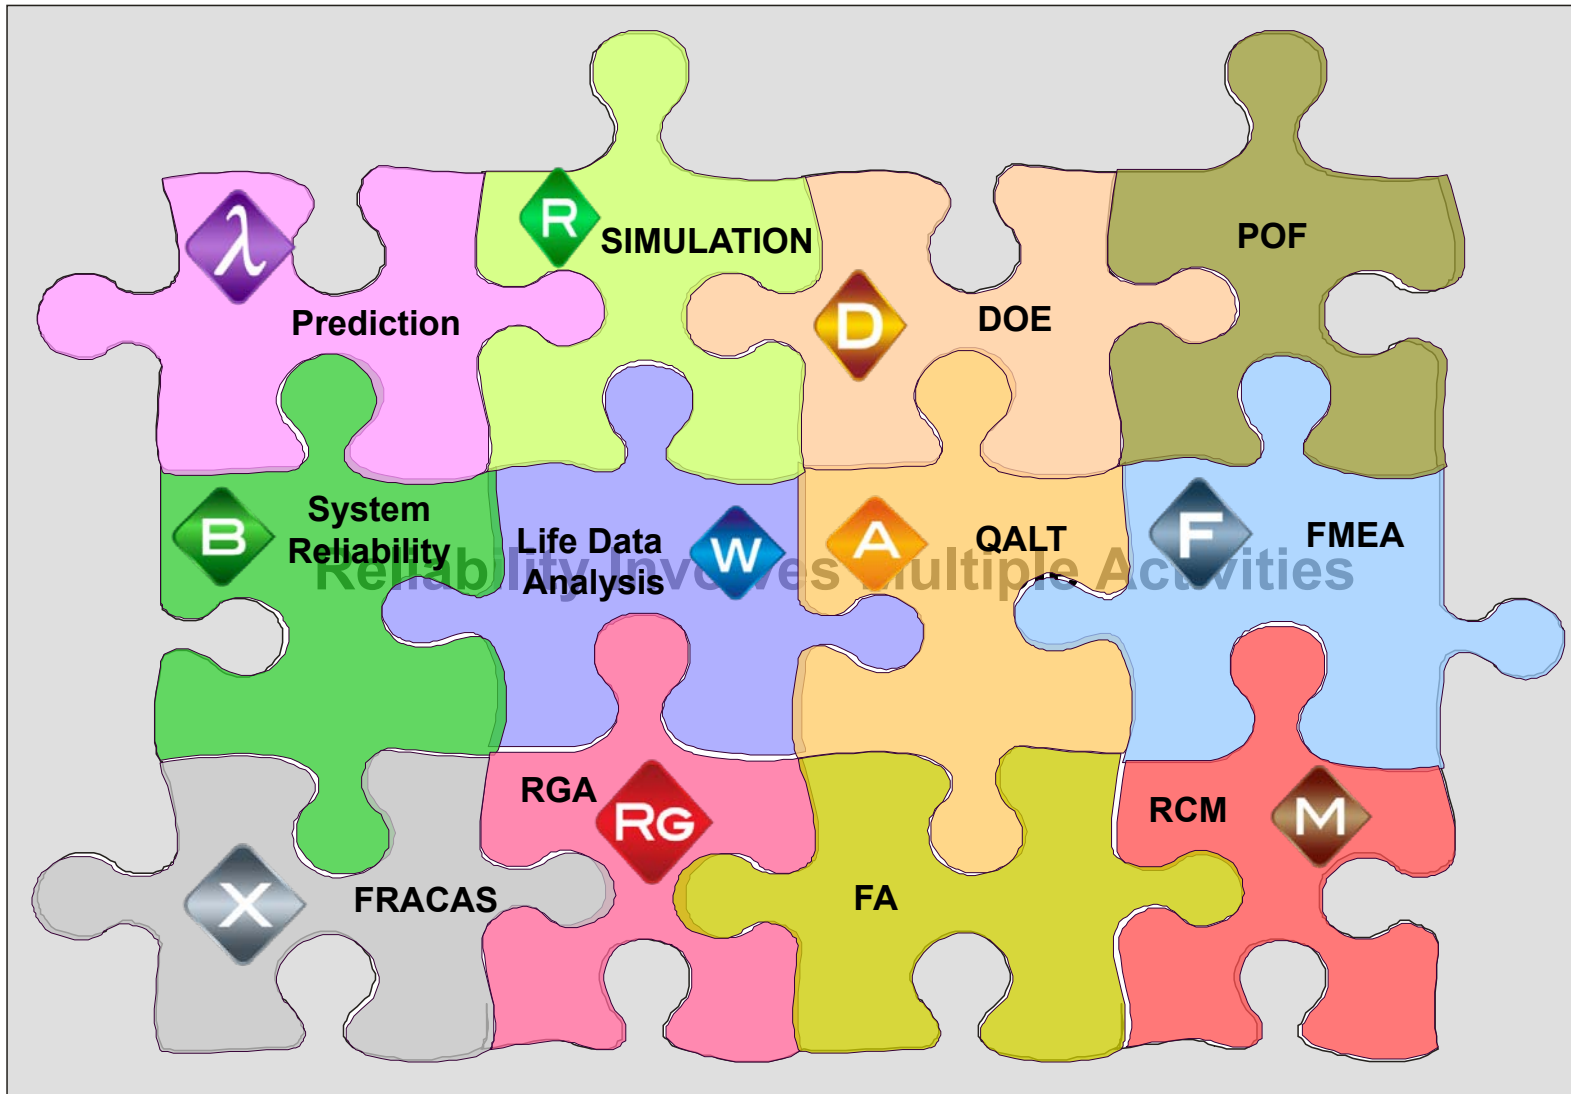 λ
R
SIMULATION
POF
Prediction
D
DOE
B
System
Reliability
Life Data
Analysis
W
A
QALT
F
FMEA
Reliability Involves Multiple Activities
RGA
RG
RCM
M
X
FRACAS
FA